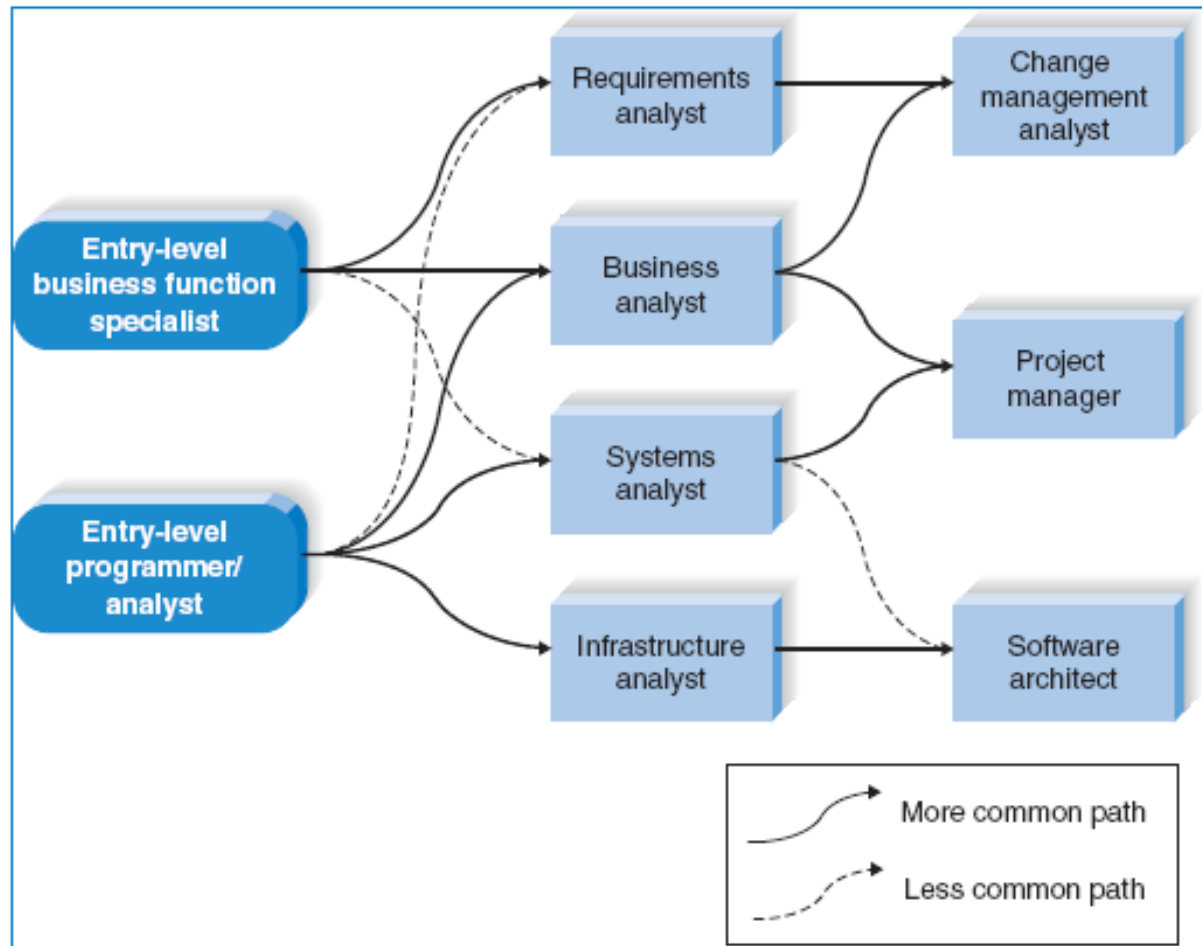 Requirements
analyst
Change
management
analyst
Entry-level
business function
specialist
Business
analyst
Project
manager
Systems
analyst
Entry-level
programmer/
analyst
Infrastructure
analyst
Software
architect
More common path
Less common path